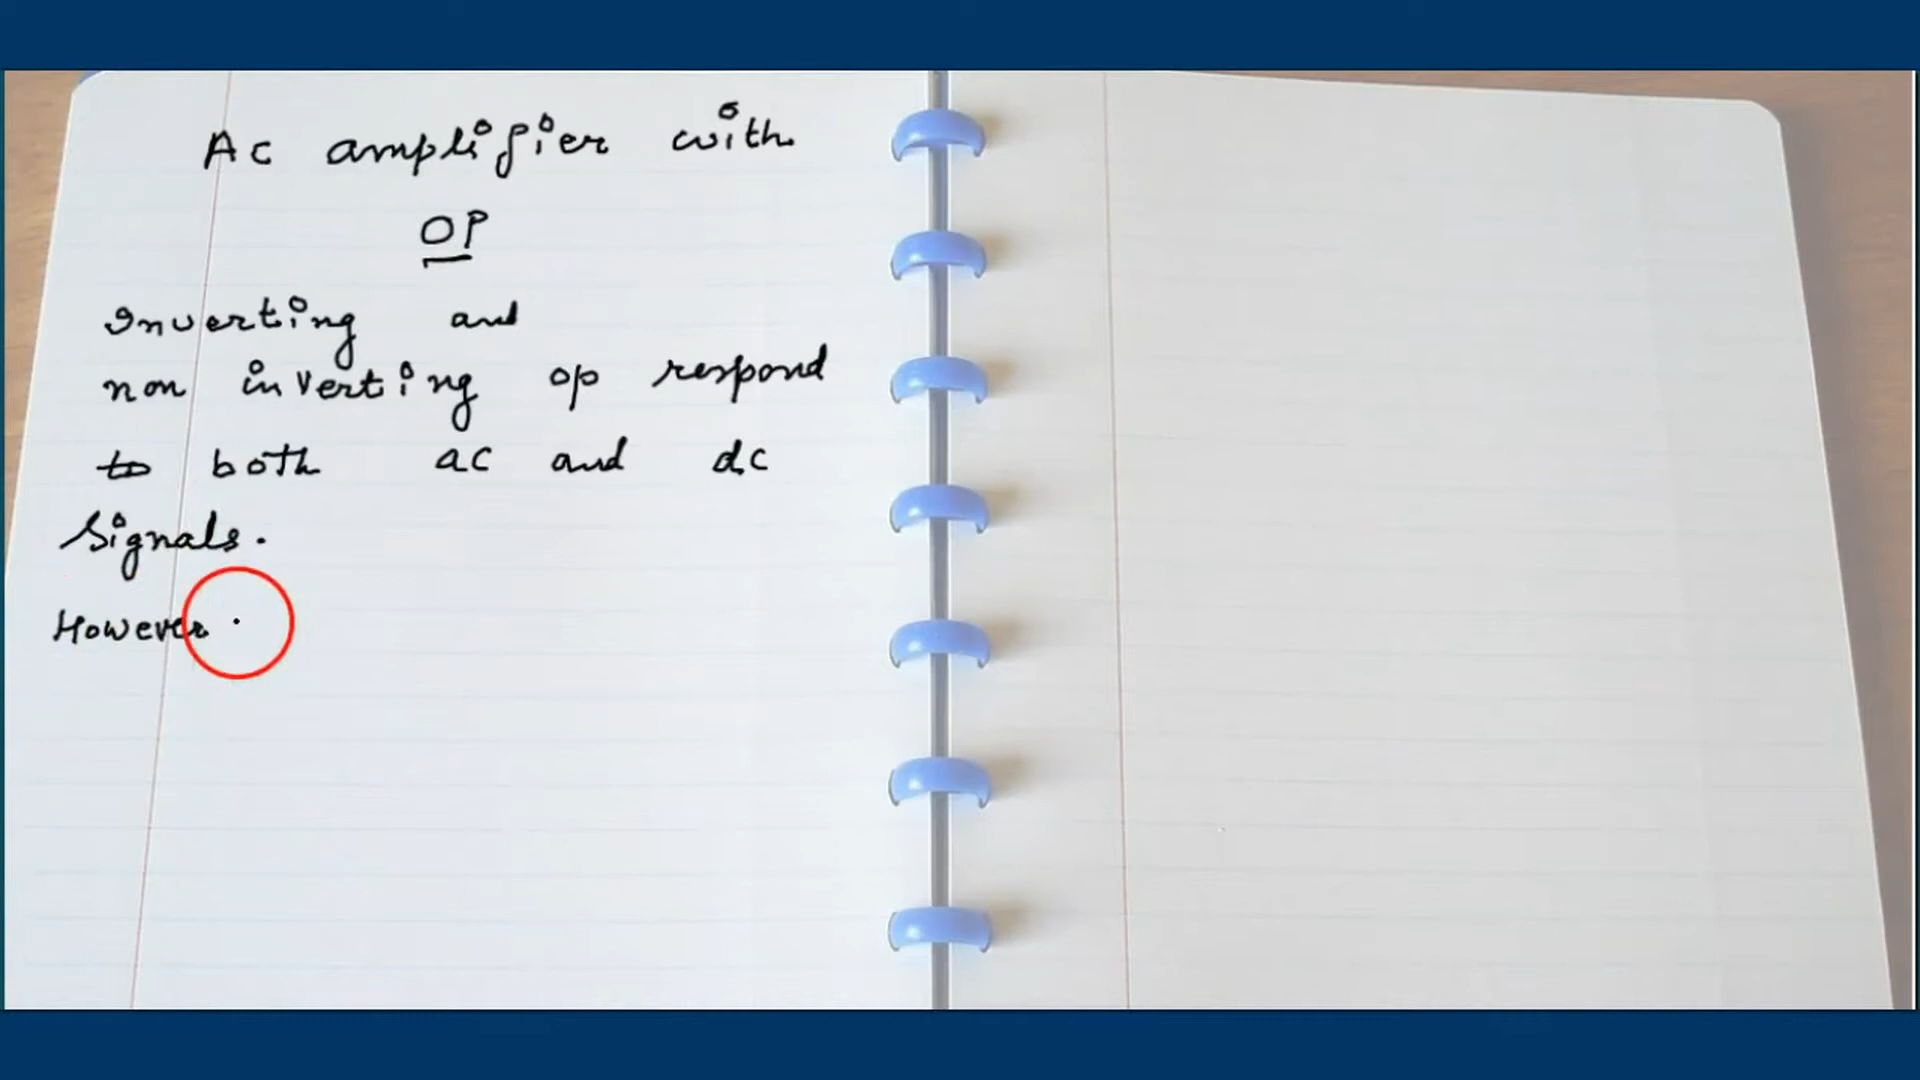 Ac amplifier with
OP
Inverting and
non inverting op respond
to both ac and dc
Signals.
However